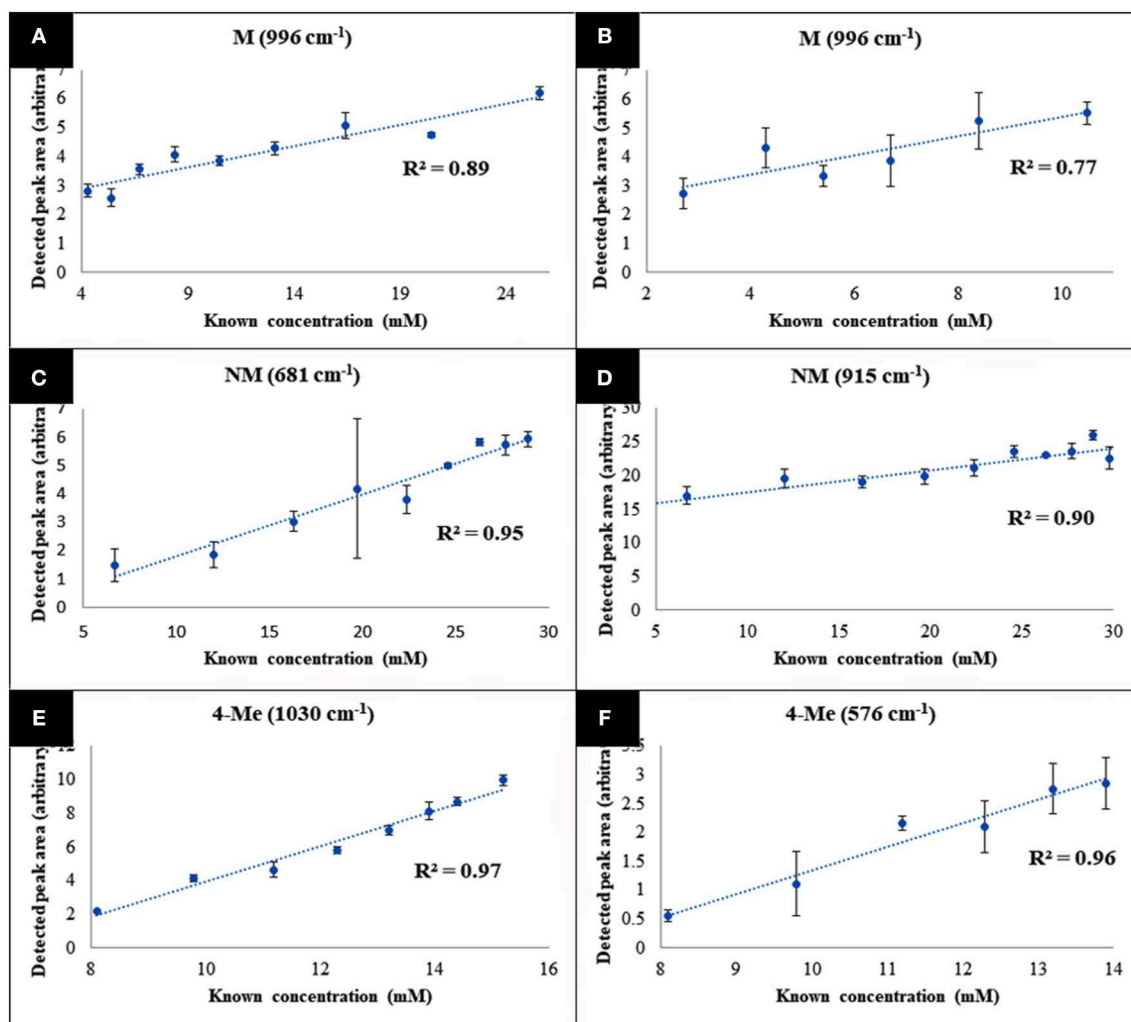 A
M (996 cm⁻¹)
Detected peak area (arbitrary)
7
6
5
4
3
2
1
0
R² = 0.89
4 9 14 19 24
Known concentration (mM)
B
M (996 cm⁻¹)
Detected peak area (arbitrary)
7
6
5
4
3
2
1
0
R² = 0.77
2 4 6 8 10
Known concentration (mM)
C
NM (681 cm⁻¹)
Detected peak area (arbitrary)
7
6
5
4
3
2
1
0
R² = 0.95
5 10 15 20 25 30
Known concentration (mM)
D
NM (915 cm⁻¹)
Detected peak area (arbitrary)
30
25
20
15
10
5
0
R² = 0.90
5 10 15 20 25 30
Known concentration (mM)
E
4-Me (1030 cm⁻¹)
Detected peak area (arbitrary)
12
10
8
6
4
2
0
R² = 0.97
8 10 12 14 16
Known concentration (mM)
F
4-Me (576 cm⁻¹)
Detected peak area (arbitrary)
3.5
3
2.5
2
1.5
1
0.5
0
R² = 0.96
8 9 10 11 12 13 14
Known concentration (mM)